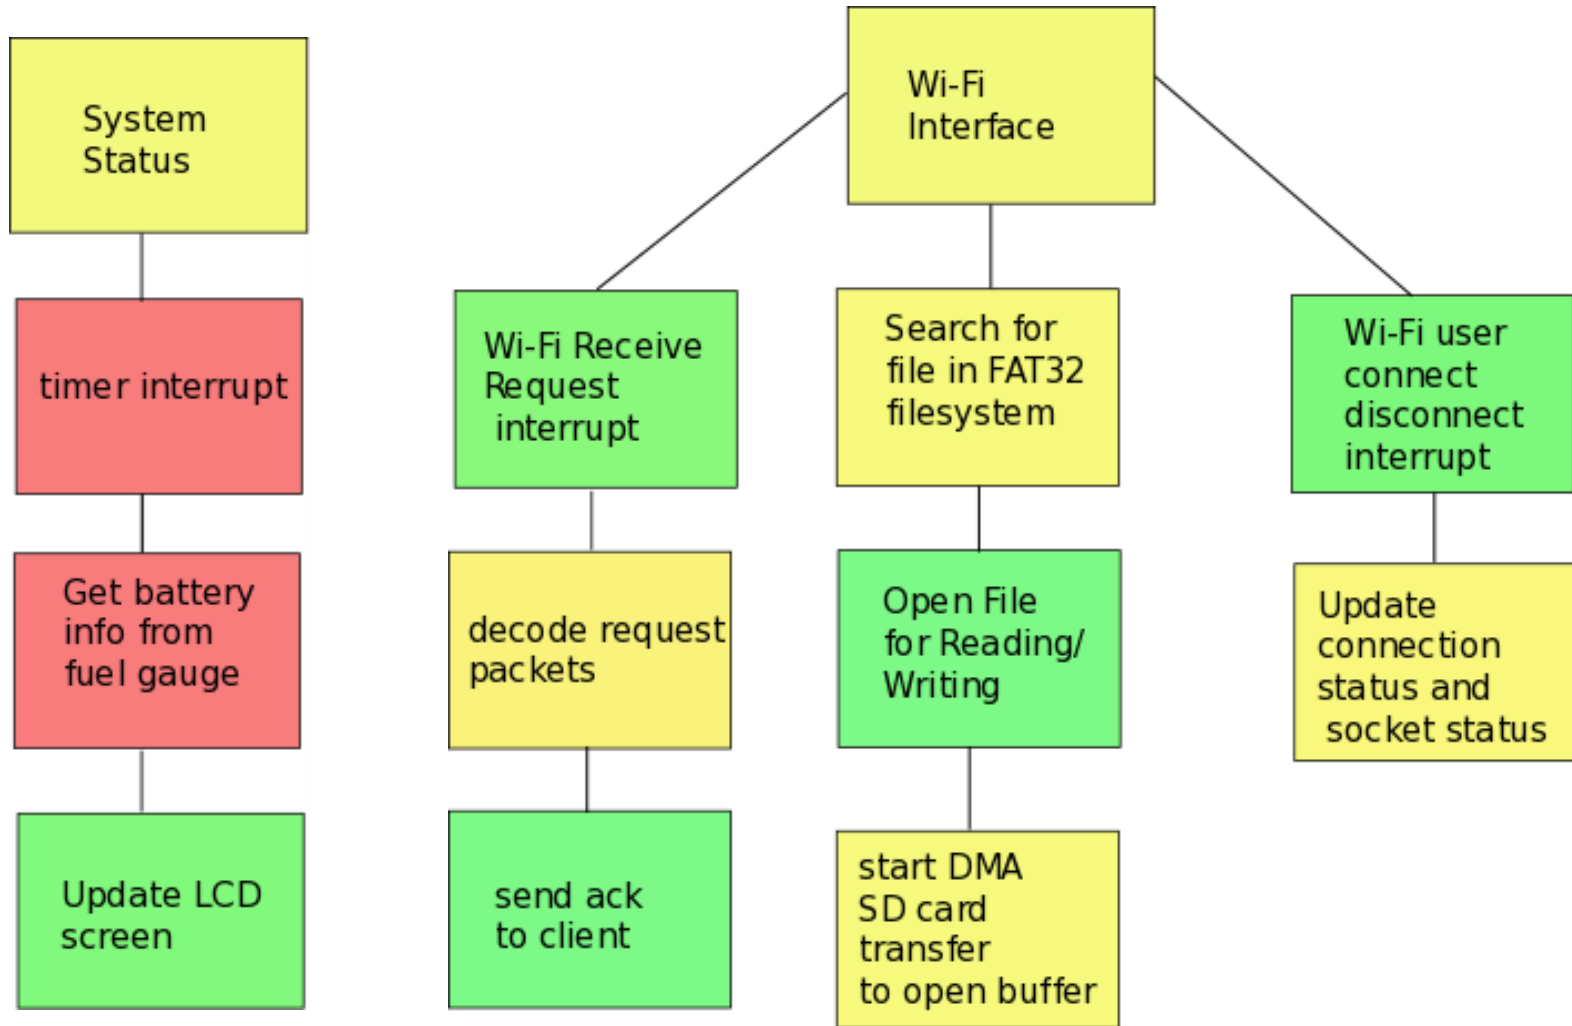 System
Status
timer interrupt
Get battery
info from
fuel gauge
Update LCD
screen
Wi-Fi
Interface
Wi-Fi Receive
Request
interrupt
decode request
packets
send ack
to client
Search for
file in FAT32
filesystem
Open File
for Reading/
Writing
start DMA
SD card
transfer
to open buffer
Wi-Fi user
connect
disconnect
interrupt
Update
connection
status and
socket status